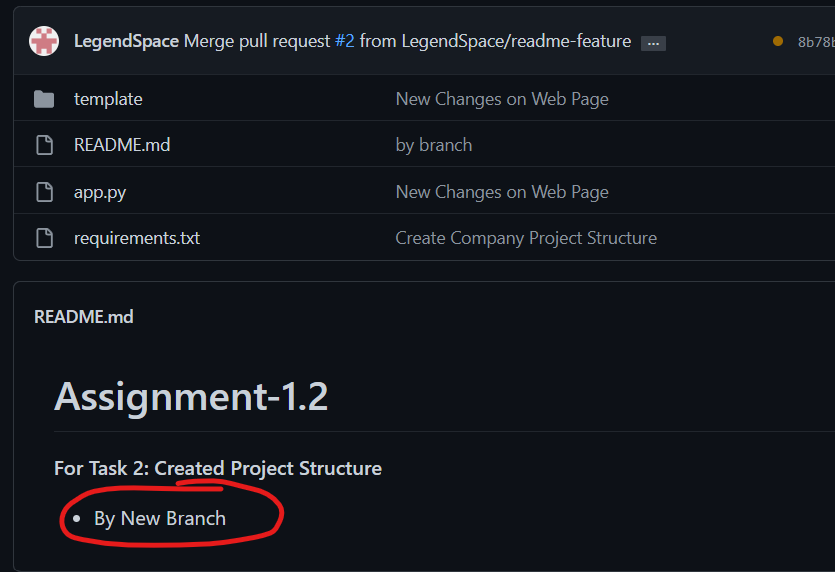 LegendSpace Merge pull request #2 from LegendSpace/readme-feature ...
template New Changes on Web Page
README.md by branch
app.py New Changes on Web Page
requirements.txt Create Company Project Structure
README.md
Assignment-1.2
For Task 2: Created Project Structure
• By New Branch